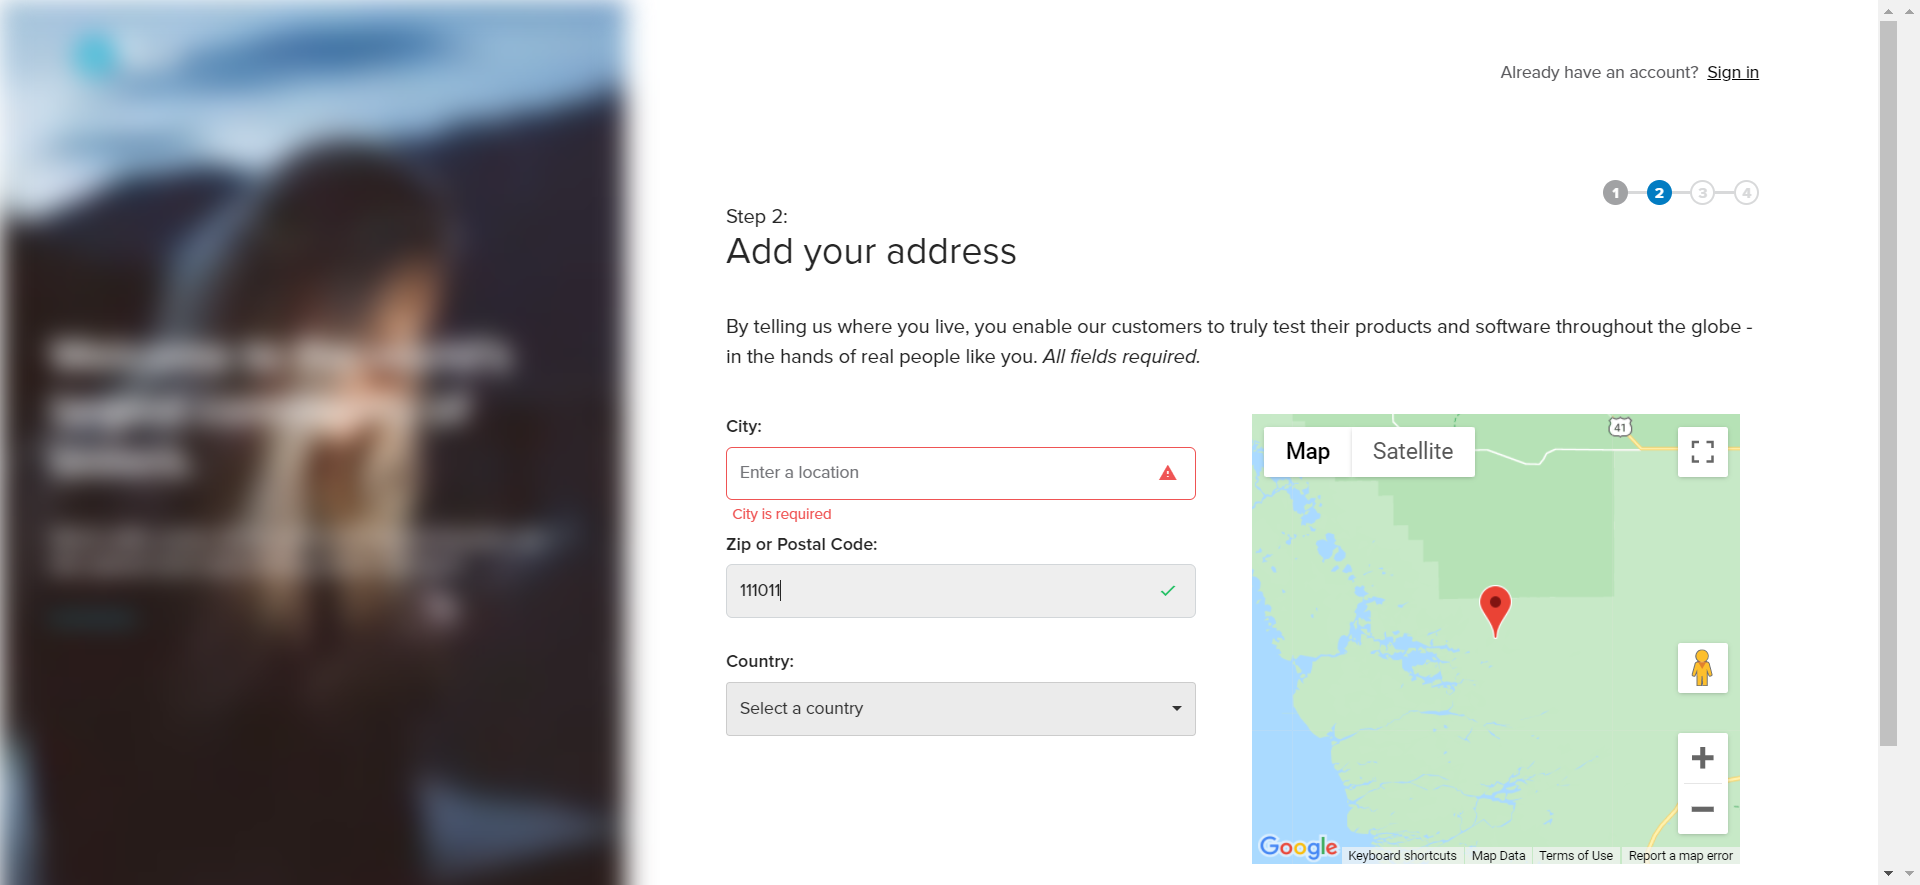 Already have an account? Sign in
1 2 3 4
Step 2:
Add your address
By telling us where you live, you enable our customers to truly test their products and software throughout the globe -
in the hands of real people like you. All fields required.
City:
Enter a location
City is required
Zip or Postal Code:
111011
Country:
Select a country
Map Satellite
41
Google
Keyboard shortcuts Map Data Terms of Use Report a map error